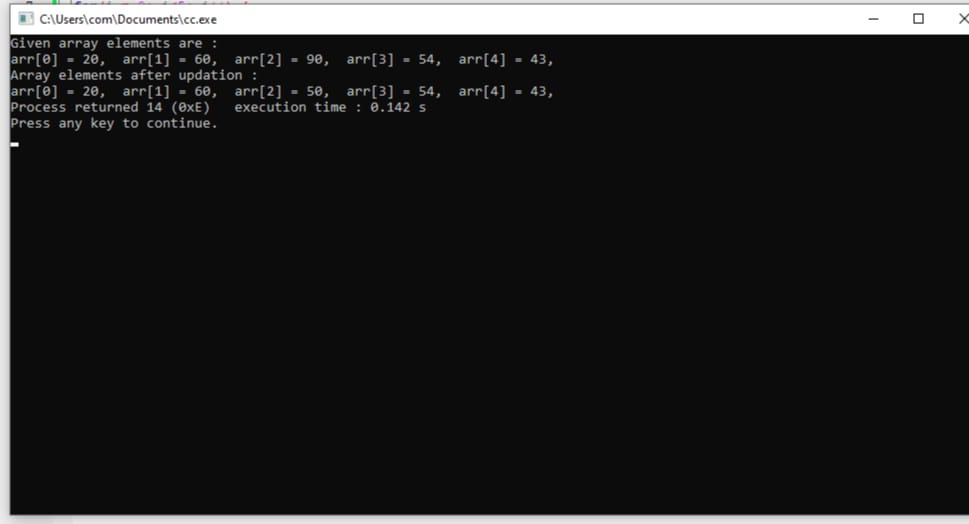 C:\Users\com\Documents\cc.exe
Given array elements are :
arr[0] = 20,  arr[1] = 60,  arr[2] = 90,  arr[3] = 54,  arr[4] = 43,
Array elements after updation :
arr[0] = 20,  arr[1] = 60,  arr[2] = 50,  arr[3] = 54,  arr[4] = 43,
Process returned 14 (0xE)   execution time : 0.142 s
Press any key to continue.